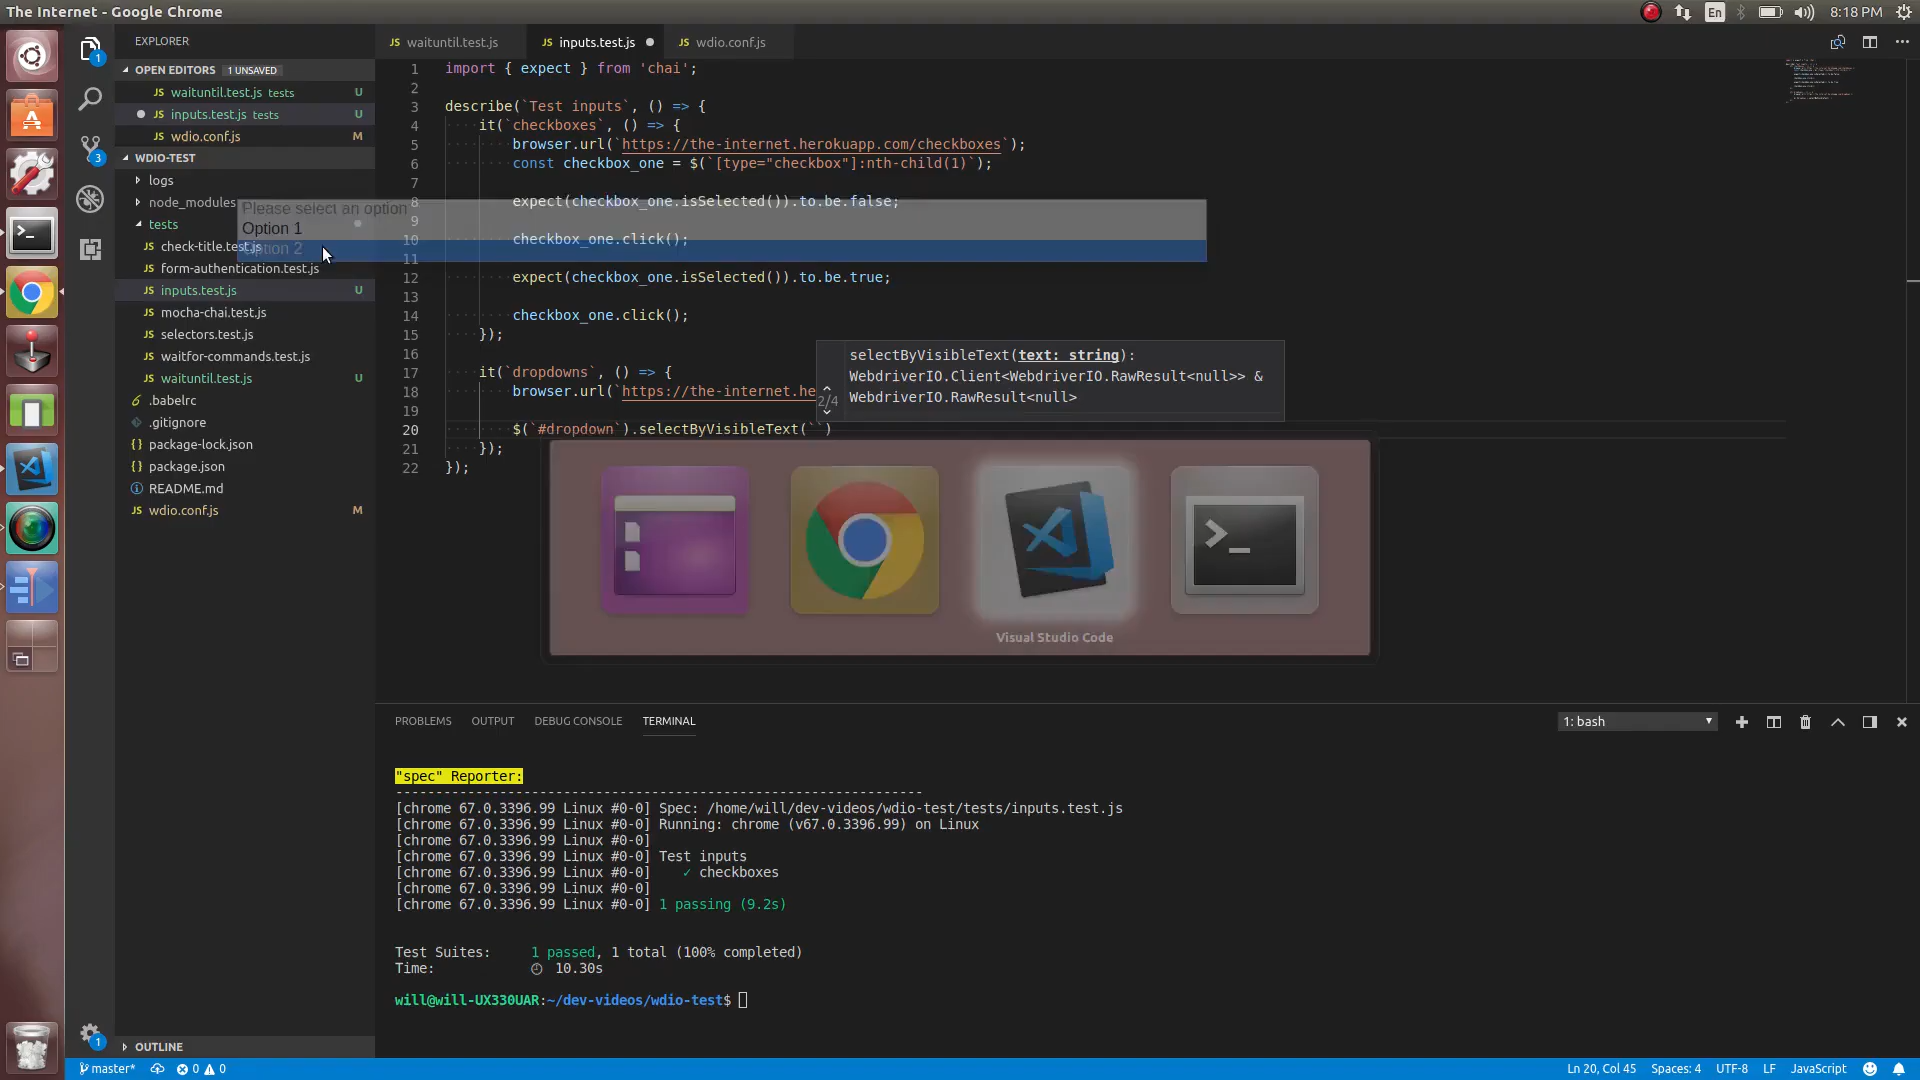 The Internet - Google Chrome
En
8:18 PM
EXPLORER
OPEN EDITORS
1 UNSAVED
JS waituntil.test.js tests U
JS inputs.test.js tests U
JS wdio.conf.js M
WDIO-TEST
logs
node_modules
tests
JS check-title.test.js
JS form-authentication.test.js
JS inputs.test.js U
JS mocha-chai.test.js
JS selectors.test.js
JS waitfor-commands.test.js
JS waituntil.test.js U
.babelrc
.gitignore
package-lock.json
package.json
README.md
JS wdio.conf.js M
OUTLINE
Please select an option
Option 1
Option 2
JS waituntil.test.js
JS inputs.test.js
JS wdio.conf.js
1 import { expect } from 'chai';
2
3 describe(`Test inputs`, () => {
4 it(`checkboxes`, () => {
5 browser.url(`https://the-internet.herokuapp.com/checkboxes`);
6 const checkbox_one = $(`[type="checkbox"]:nth-child(1)`);
7
8 expect(checkbox_one.isSelected()).to.be.false;
9
10 checkbox_one.click();
11
12 expect(checkbox_one.isSelected()).to.be.true;
13
14 checkbox_one.click();
15 });
16
17 it(`dropdowns`, () => {
18 browser.url(`https://the-internet.he
19
20 $(`#dropdown`).selectByVisibleText(``)
21 });
22 });
2/4
selectByVisibleText(text: string):
WebdriverIO.Client<WebdriverIO.RawResult<null>> &
WebdriverIO.RawResult<null>
Visual Studio Code
PROBLEMS
OUTPUT
DEBUG CONSOLE
TERMINAL
1: bash
"spec" Reporter:
------------------------------------------------------------------
[chrome 67.0.3396.99 Linux #0-0] Spec: /home/will/dev-videos/wdio-test/tests/inputs.test.js
[chrome 67.0.3396.99 Linux #0-0] Running: chrome (v67.0.3396.99) on Linux
[chrome 67.0.3396.99 Linux #0-0]
[chrome 67.0.3396.99 Linux #0-0] Test inputs
[chrome 67.0.3396.99 Linux #0-0] ✓ checkboxes
[chrome 67.0.3396.99 Linux #0-0]
[chrome 67.0.3396.99 Linux #0-0] 1 passing (9.2s)
Test Suites: 1 passed, 1 total (100% completed)
Time: 10.30s
will@will-UX330UAR:~/dev-videos/wdio-test$
1
3
1
master*
0
0
Ln 20, Col 45
Spaces: 4
UTF-8
LF
JavaScript